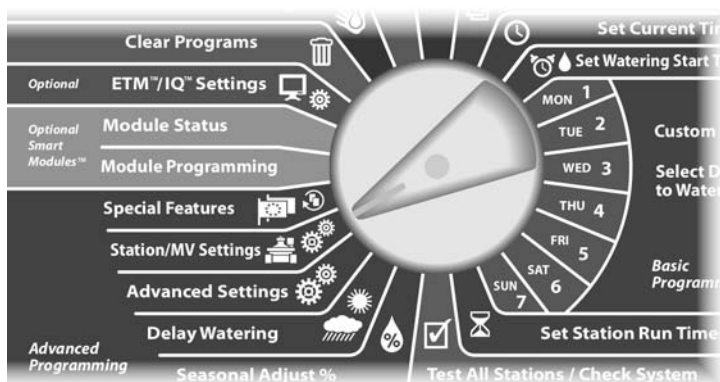 Clear Programs
Optional
ETM™/IQ™ Settings
Optional
Smart
Modules™
Module Status
Module Programming
Special Features
Station/MV Settings
Advanced Settings
Delay Watering
Advanced
Programming
Seasonal Adjust %
%
Set Current Ti
Set Watering Start T
MON 1
TUE 2
WED 3
THU 4
FRI 5
SAT 6
SUN 7
Custom
Select D
to Water
Basic
Programm
Set Station Run Time
Test All Stations / Check System